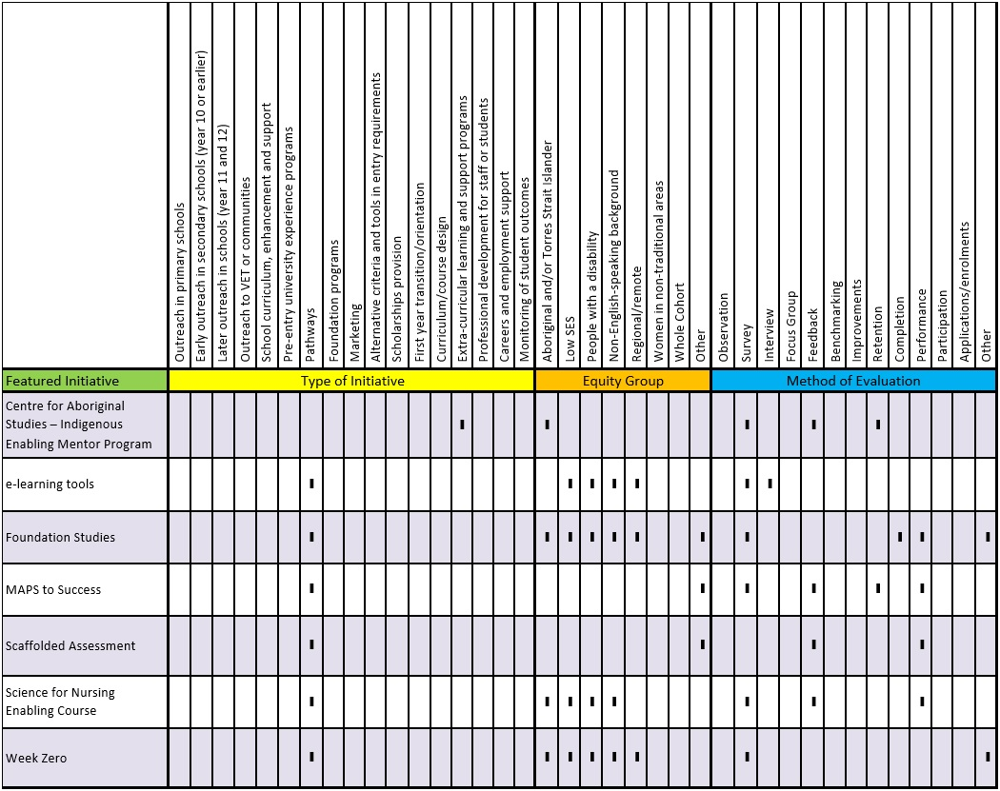 Outreach in primary schools
Early outreach in secondary schools (year 10 or earlier)
Later outreach in schools (year 11 and 12)
Outreach to VET or communities
School curriculum, enhancement and support
Pre-entry university experience programs
Pathways
Foundation programs
Marketing
Alternative criteria and tools in entry requirements
Scholarships provision
First year transition/orientation
Curriculum/course design
Extra-curricular learning and support programs
Professional development for staff or students
Careers and employment support
Monitoring of student outcomes
Aboriginal and/or Torres Strait Islander
Low SES
People with a disability
Non-English-speaking background
Regional/remote
Women in non-traditional areas
Whole Cohort
Other
Observation
Survey
Interview
Focus Group
Feedback
Benchmarking
Improvements
Retention
Completion
Performance
Participation
Applications/enrolments
Other
Featured Initiative
Type of Initiative
Equity Group
Method of Evaluation
Centre for Aboriginal
Studies – Indigenous
Enabling Mentor Program
e-learning tools
Foundation Studies
MAPS to Success
Scaffolded Assessment
Science for Nursing
Enabling Course
Week Zero